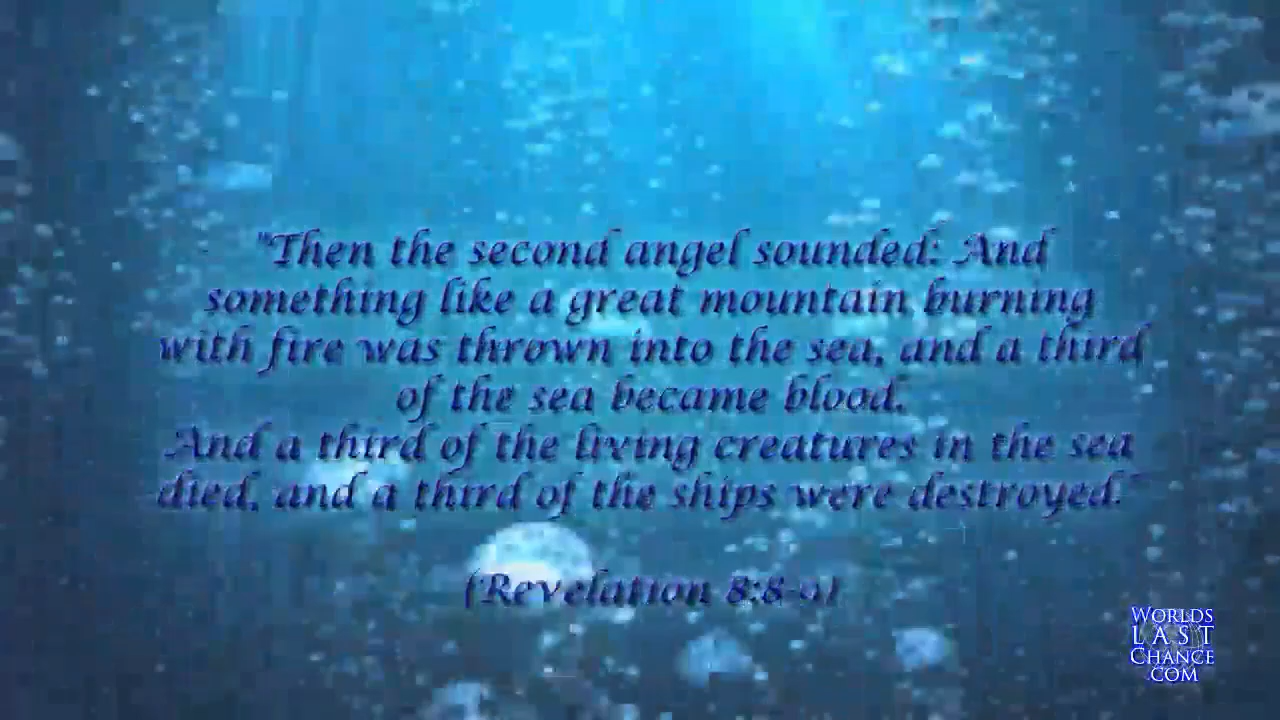 "Then the second angel sounded: And
something like a great mountain burning
with fire was thrown into the sea, and a third
of the sea became blood.
And a third of the living creatures in the sea
died, and a third of the ships were destroyed."
(Revelation 8:8-9)
WORLDS
LAST
CHANCE
.COM